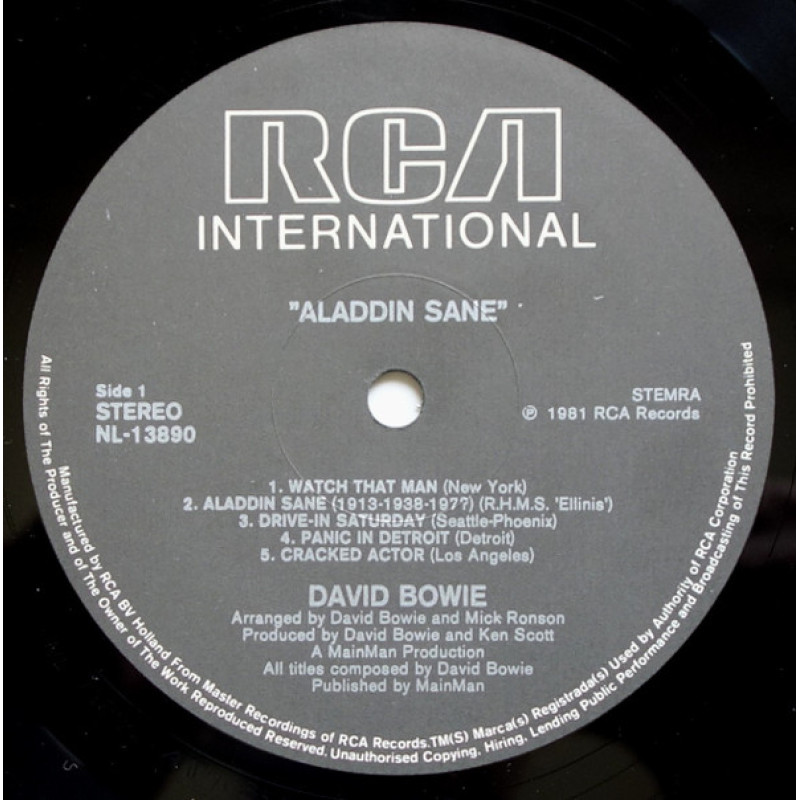 RCA
INTERNATIONAL
"ALADDIN SANE"
Side 1
STEREO
NL-13890
STEMRA
℗ 1981 RCA Records
1. WATCH THAT MAN (New York)
2. ALADDIN SANE (1913-1938-197?) (R.H.M.S. 'Ellinis')
3. DRIVE-IN SATURDAY (Seattle-Phoenix)
4. PANIC IN DETROIT (Detroit)
5. CRACKED ACTOR (Los Angeles)
DAVID BOWIE
Arranged by David Bowie and Mick Ronson
Produced by David Bowie and Ken Scott
A MainMan Production
All titles composed by David Bowie
Published by MainMan
Manufactured by RCA BV Holland From Master Recordings of RCA Records.TM(S) Marca(s) Registrada(s) Used by Authority of RCA Corporation
All Rights of The Producer and of The Owner of The Work Reproduced Reserved. Unauthorised Copying, Hiring, Lending Public Performance and Broadcasting of This Record Prohibited